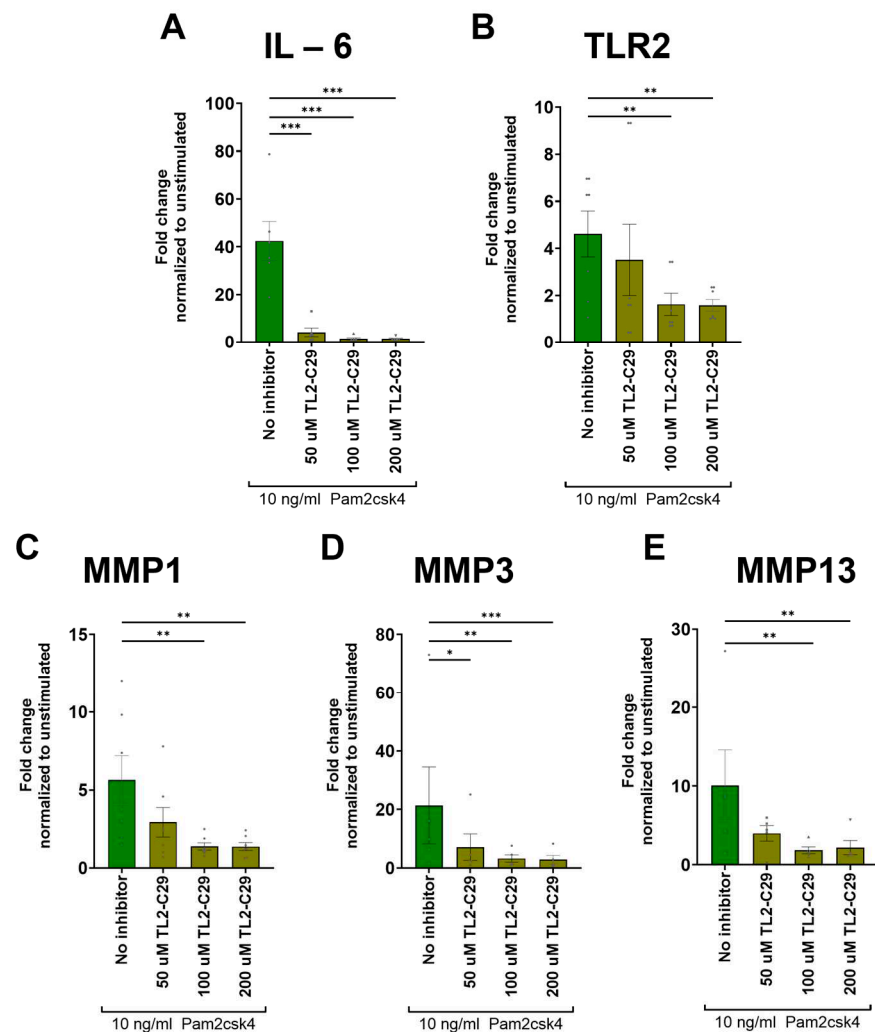 A
IL – 6
Fold change
normalized to unstimulated
100
80
60
40
20
0
***
***
***
No inhibitor
50 uM TL2-C29
100 uM TL2-C29
200 uM TL2-C29
10 ng/ml Pam2csk4
B
TLR2
Fold change
normalized to unstimulated
10
8
6
4
2
0
**
**
No inhibitor
50 uM TL2-C29
100 uM TL2-C29
200 uM TL2-C29
10 ng/ml Pam2csk4
C
MMP1
Fold change
normalized to unstimulated
15
10
5
0
**
**
No inhibitor
50 uM TL2-C29
100 uM TL2-C29
200 uM TL2-C29
10 ng/ml Pam2csk4
D
MMP3
Fold change
normalized to unstimulated
80
60
40
20
0
***
**
*
No inhibitor
50 uM TL2-C29
100 uM TL2-C29
200 uM TL2-C29
10 ng/ml Pam2csk4
E
MMP13
Fold change
normalized to unstimulated
30
20
10
0
**
**
No inhibitor
50 uM TL2-C29
100 uM TL2-C29
200 uM TL2-C29
10 ng/ml Pam2csk4